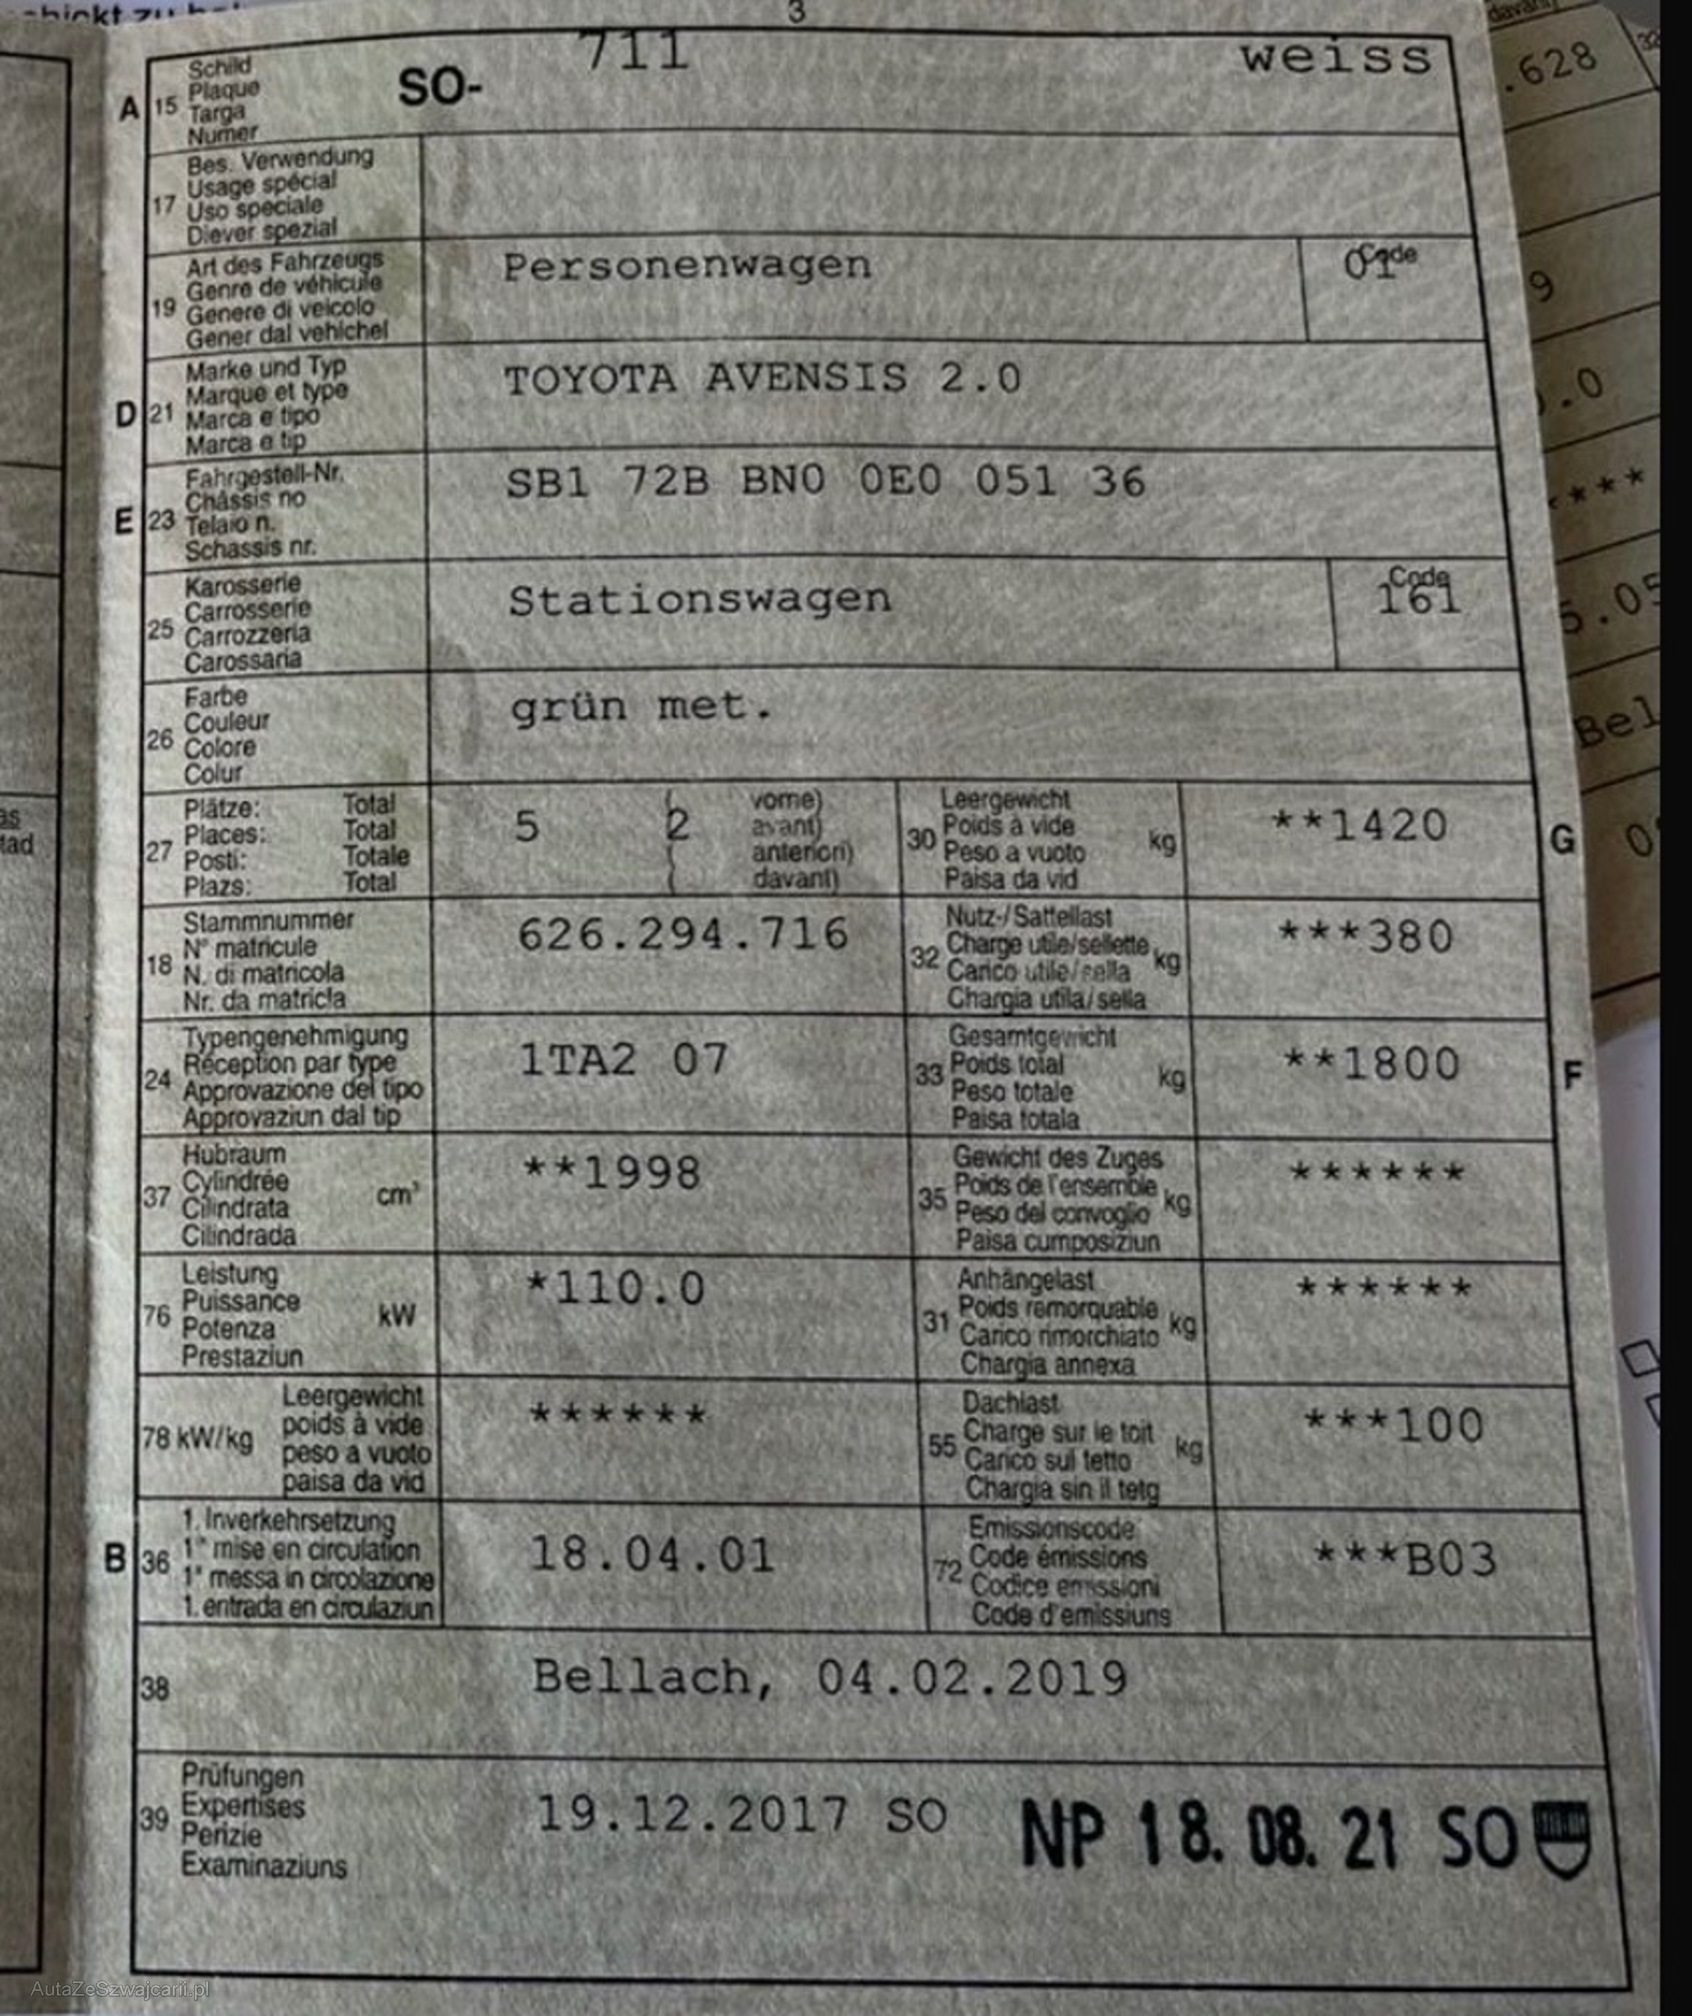 3
A 15 Schild
Plaque
Targa
Numer
SO- 711 weiss
17 Bes. Verwendung
Usage spécial
Uso speciale
Diever spezial
19 Art des Fahrzeugs
Genre de véhicule
Genere di veicolo
Gener dal vehichel
Personenwagen
Code
01
D 21 Marke und Typ
Marque et type
Marca e tipo
Marca e tip
TOYOTA AVENSIS 2.0
E 23 Fahrgestell-Nr.
Châssis no
Telaio n.
Schassis nr.
SB1 72B BN0 0E0 051 36
25 Karosserie
Carrosserie
Carrozzeria
Carossaria
Stationswagen
Code
161
26 Farbe
Couleur
Colore
Colur
grün met.
27 Plätze: Total
Places: Total
Posti: Totale
Plazs: Total
5 ( 2 vorne)
avant)
anteriori)
davant)
G 30 Leergewicht
Poids à vide kg
Peso a vuoto
Paisa da vid
**1420
18 Stammnummer
N° matricule
N. di matricola
Nr. da matricla
626.294.716
32 Nutz-/Sattellast
Charge utile/sellette kg
Carico utile/sella
Chargia utila/sella
***380
24 Typengenehmigung
Réception par type
Approvazione del tipo
Approvaziun dal tip
1TA2 07
F 33 Gesamtgewicht
Poids total kg
Peso totale
Paisa totala
**1800
37 Hubraum
Cylindrée cm³
Cilindrata
Cilindrada
**1998
35 Gewicht des Zuges
Poids de l'ensemble kg
Peso del convoglio
Paisa cumposiziun
******
76 Leistung
Puissance kW
Potenza
Prestaziun
*110.0
31 Anhängelast
Poids remorquable kg
Carico rimorchiato
Chargia annexa
******
78 kW/kg Leergewicht
poids à vide
peso a vuoto
paisa da vid
******
55 Dachlast
Charge sur le toit kg
Carico sul tetto
Chargia sin il tetg
***100
B 36 1. Inverkehrsetzung
1re mise en circulation
1a messa in circolazione
1. entrada en circulaziun
18.04.01
72 Emissionscode
Code émissions
Codice emissioni
Code d'emissiuns
***B03
38 Bellach, 04.02.2019
39 Prüfungen
Expertises
Perizie
Examinaziuns
19.12.2017 SO NP 18. 08. 21 SO
AutaZeSzwajcarii.pl